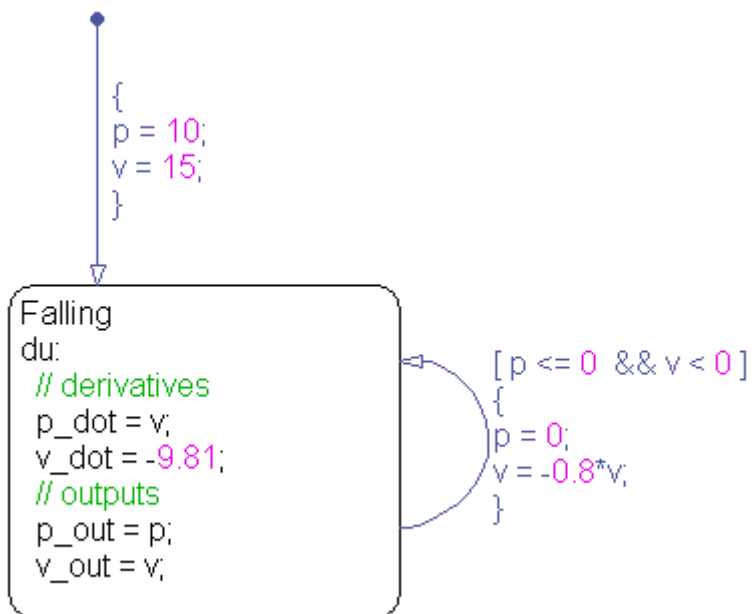 {
p = 10;
v = 15;
}
Falling
du:
// derivatives
p_dot = v;
v_dot = -9.81;
// outputs
p_out = p;
v_out = v;
[ p <= 0 && v < 0 ]
{
p = 0;
v = -0.8*v;
}